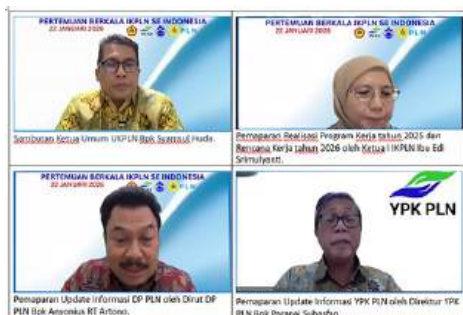 PERTEMUAN BERKALA IKPLN SE INDONESIA
22 JANUARI 2026
PLN
Sambutan Ketua Umum IKPLN Bpk Syamsul Huda.
PERTEMUAN BERKALA IKPLN SE INDONESIA
22 JANUARI 2026
PLN
Pemaparan Realisasi Program Kerja tahun 2025 dan
Rencana Kerja tahun 2026 oleh Ketua I IKPLN Ibu Edi
Srimulyanti.
PERTEMUAN BERKALA IKPLN SE INDONESIA
22 JANUARI 2026
PLN
Pemaparan Update Informasi DP PLN oleh Dirut DP
PLN Bpk Antonius RT Artono.
YPK PLN
Pemaparan Update Informasi YPK PLN oleh Direktur YPK
PLN Bpk